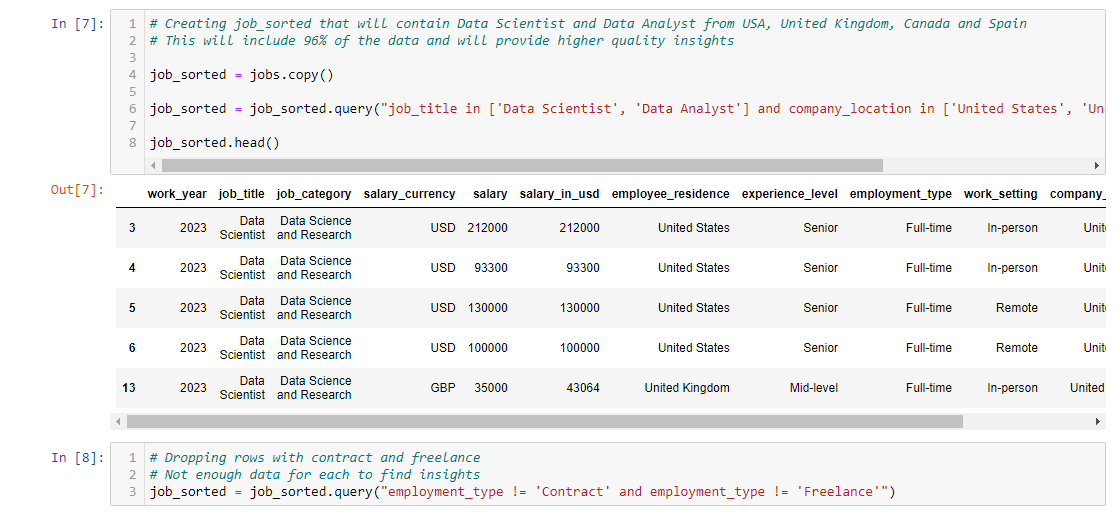 In [7]:
1 # Creating job_sorted that will contain Data Scientist and Data Analyst from USA, United Kingdom, Canada and Spain
2 # This will include 96% of the data and will provide higher quality insights
3
4 job_sorted = jobs.copy()
5
6 job_sorted = job_sorted.query("job_title in ['Data Scientist', 'Data Analyst'] and company_location in ['United States', 'Un
7
8 job_sorted.head()
Out[7]:
work_year job_title job_category salary_currency salary salary_in_usd employee_residence experience_level employment_type work_setting company_
3 2023 Data Scientist Data Science and Research USD 212000 212000 United States Senior Full-time In-person Unit
4 2023 Data Scientist Data Science and Research USD 93300 93300 United States Senior Full-time In-person Unit
5 2023 Data Scientist Data Science and Research USD 130000 130000 United States Senior Full-time Remote Unit
6 2023 Data Scientist Data Science and Research USD 100000 100000 United States Senior Full-time Remote Unit
13 2023 Data Scientist Data Science and Research GBP 35000 43064 United Kingdom Mid-level Full-time In-person United
In [8]:
1 # Dropping rows with contract and freelance
2 # Not enough data for each to find insights
3 job_sorted = job_sorted.query("employment_type != 'Contract' and employment_type != 'Freelance'")